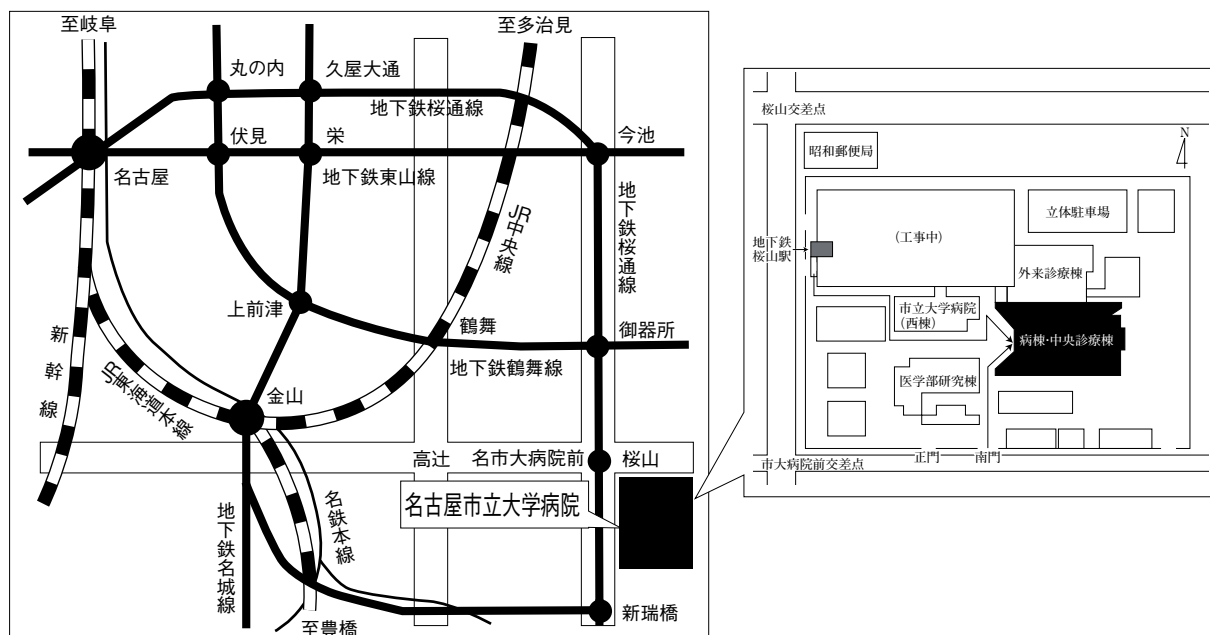 至岐阜
至多治見
丸の内
久屋大通
地下鉄桜通線
伏見
栄
今池
名古屋
地下鉄東山線
地下鉄桜通線
JR中央線
上前津
鶴舞
御器所
地下鉄鶴舞線
新幹線
JR東海道本線
金山
高辻
名市大病院前
桜山
名古屋市立大学病院
地下鉄名城線
名鉄本線
新瑞橋
至豊橋
桜山交差点
昭和郵便局
N
立体駐車場
(工事中)
地下鉄
桜山駅
外来診療棟
市立大学病院
(西棟)
病棟・中央診療棟
医学部研究棟
正門
南門
市大病院前交差点